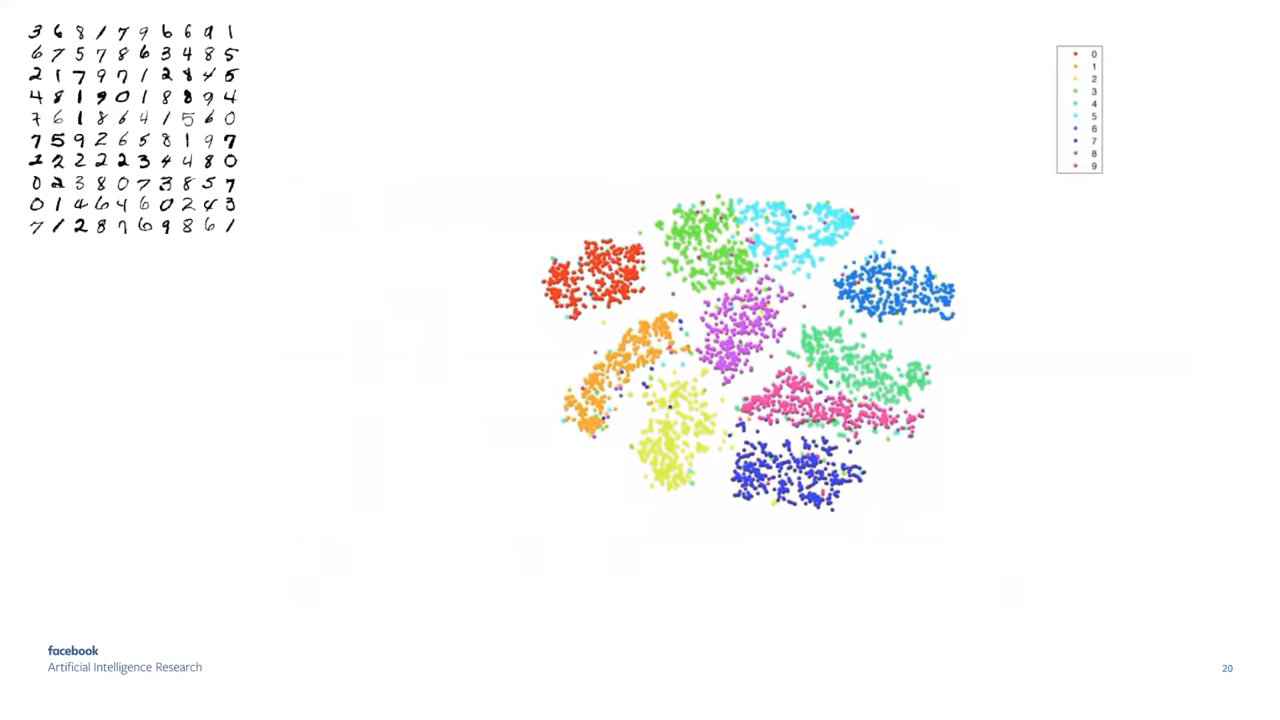 3 6 8 1 7 9 6 6 9 1
6 7 5 7 8 6 3 4 8 5
2 1 7 9 7 1 2 8 4 5
4 8 1 9 0 1 8 8 9 4
7 6 1 8 6 4 1 5 6 0
7 5 9 2 6 5 8 1 9 7
2 2 2 2 2 3 4 4 8 0
0 2 3 8 0 7 3 8 5 7
0 1 4 6 4 6 0 2 4 3
7 1 2 8 7 6 9 8 6 1
0
1
2
3
4
5
6
7
8
9
facebook
Artificial Intelligence Research
20